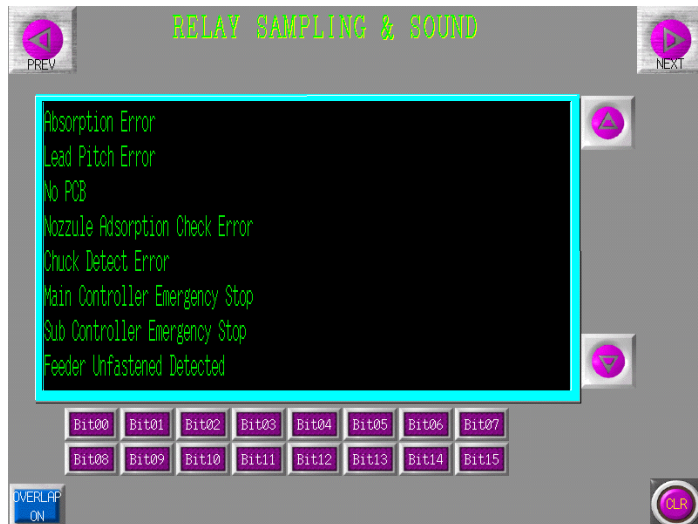 RELAY SAMPLING & SOUND
PREV
NEXT
Absorption Error
Lead Pitch Error
No PCB
Nozzule Adsorption Check Error
Chuck Detect Error
Main Controller Emergency Stop
Sub Controller Emergency Stop
Feeder Unfastened Detected
Bit00 Bit01 Bit02 Bit03 Bit04 Bit05 Bit06 Bit07
Bit08 Bit09 Bit10 Bit11 Bit12 Bit13 Bit14 Bit15
OVERLAP
ON
CLR